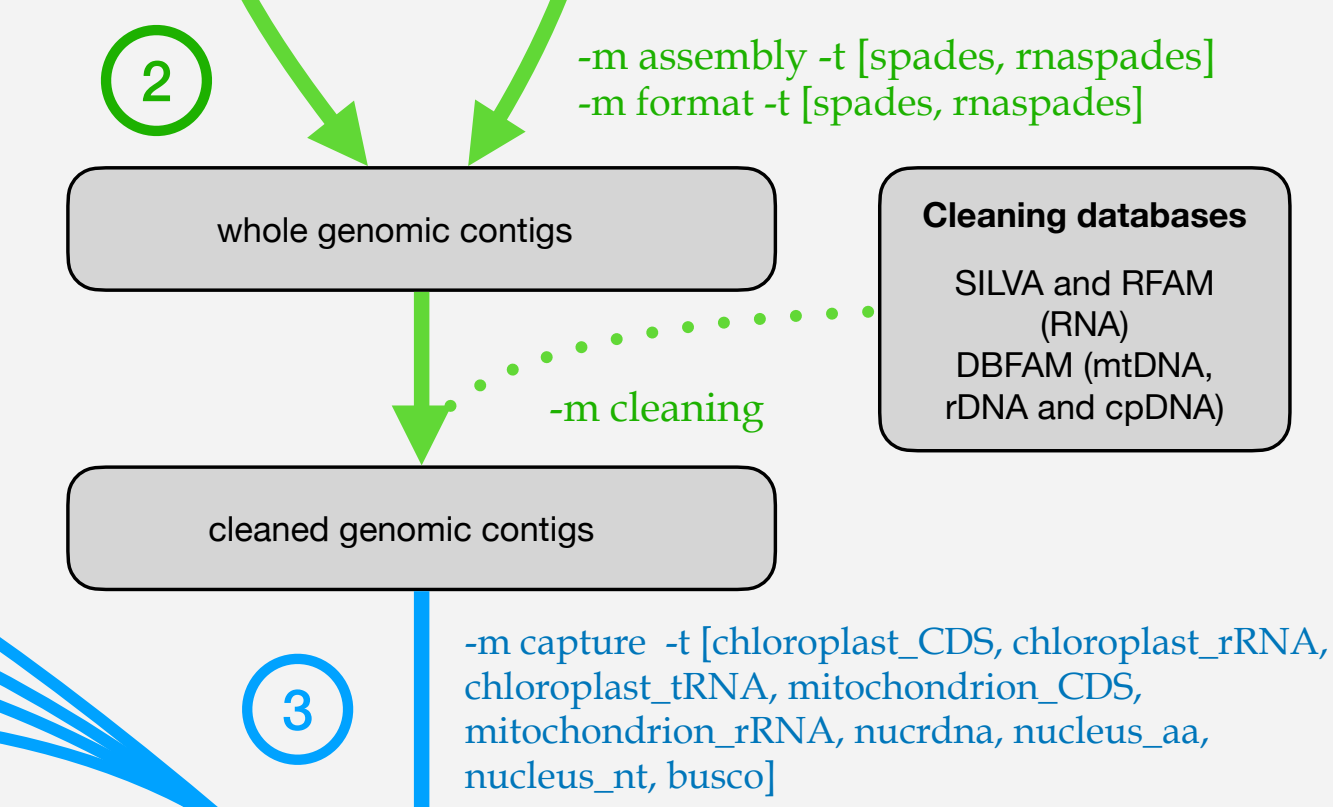 2
-m assembly -t [spades, rnaspades]
-m format -t [spades, rnaspades]
whole genomic contigs
Cleaning databases
SILVA and RFAM
(RNA)
DBFAM (mtDNA,
rDNA and cpDNA)
-m cleaning
cleaned genomic contigs
3
-m capture  -t [chloroplast_CDS, chloroplast_rRNA,
chloroplast_tRNA, mitochondrion_CDS,
mitochondrion_rRNA, nucrdna, nucleus_aa,
nucleus_nt, busco]